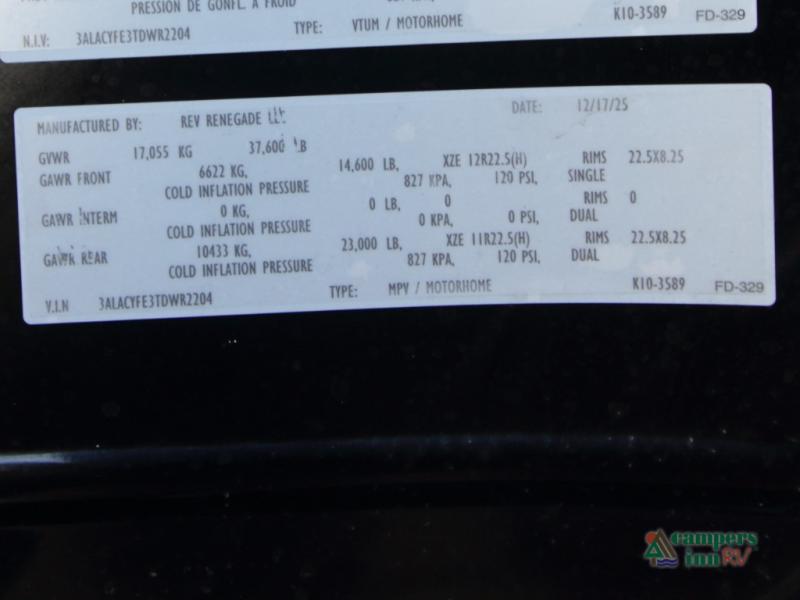 PRESSION DE GONFL. A FROID
N.I.V: 3ALACYFE3TDWR2204 TYPE: VTUM / MOTORHOME K10-3589 FD-329
MANUFACTURED BY: REV RENEGADE LLC DATE: 12/17/25
GVWR 17,055 KG 37,600 LB
GAWR FRONT 6622 KG, 14,600 LB, XZE 12R22.5(H) RIMS 22.5X8.25
COLD INFLATION PRESSURE 827 KPA, 120 PSI, SINGLE
GAWR INTERM 0 KG, 0 LB, 0 RIMS 0
COLD INFLATION PRESSURE 0 KPA, 0 PSI, DUAL
GAWR REAR 10433 KG, 23,000 LB, XZE 11R22.5(H) RIMS 22.5X8.25
COLD INFLATION PRESSURE 827 KPA, 120 PSI, DUAL
V.I.N 3ALACYFE3TDWR2204 TYPE: MPV / MOTORHOME K10-3589 FD-329
campers
inn RV